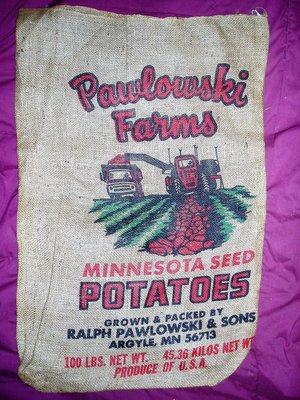 Pawlowski
Farms
MINNESOTA SEED
POTATOES
GROWN & PACKED BY
RALPH PAWLOWSKI & SONS
ARGYLE, MN 56713
100 LBS. NET WT. 45.36 KILOS NET WT
PRODUCE OF U.S.A.